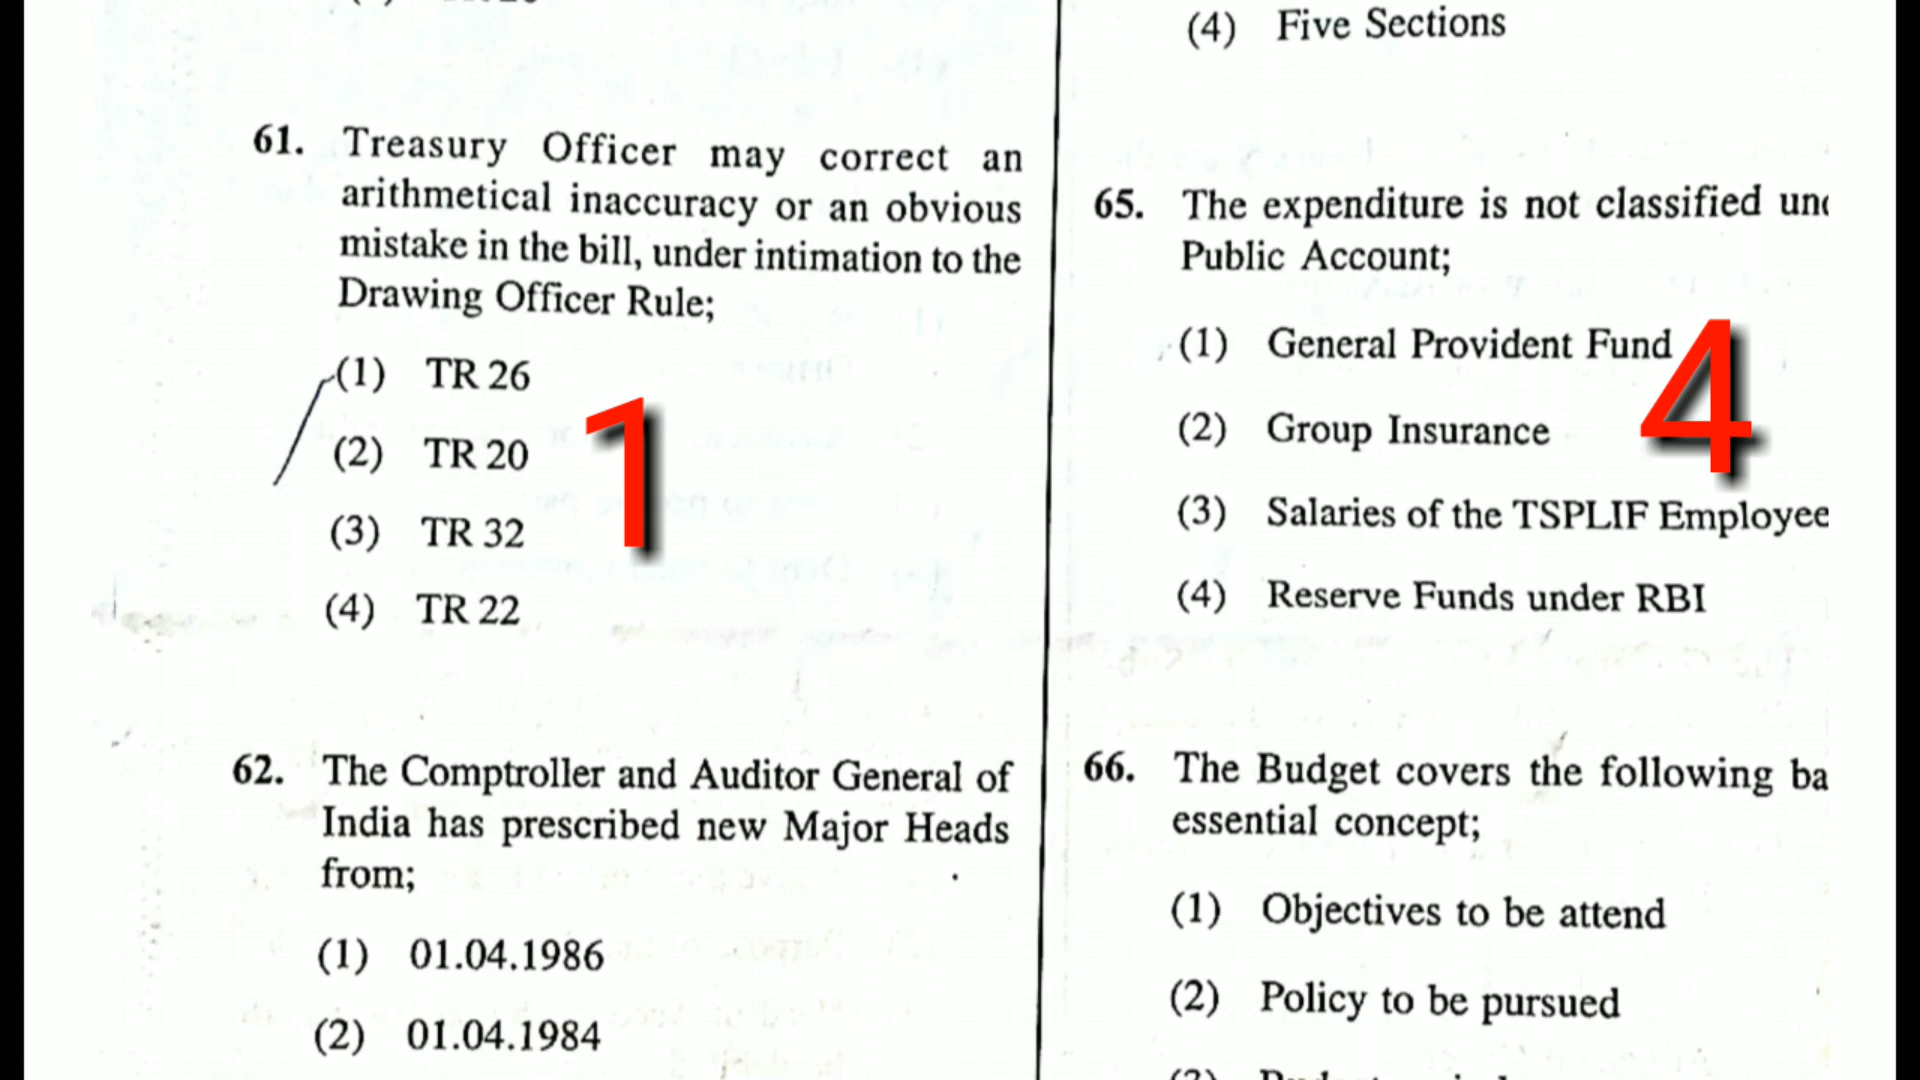 61. Treasury Officer may correct an
arithmetical inaccuracy or an obvious
mistake in the bill, under intimation to the
Drawing Officer Rule;
(1) TR 26
(2) TR 20
(3) TR 32
(4) TR 22
1
62. The Comptroller and Auditor General of
India has prescribed new Major Heads
from;
(1) 01.04.1986
(2) 01.04.1984
(4) Five Sections
65. The expenditure is not classified
Public Account;
(1) General Provident Fund
(2) Group Insurance
(3) Salaries of the TSPLIF Employee
(4) Reserve Funds under RBI
4
66. The Budget covers the following ba
essential concept;
(1) Objectives to be attend
(2) Policy to be pursued